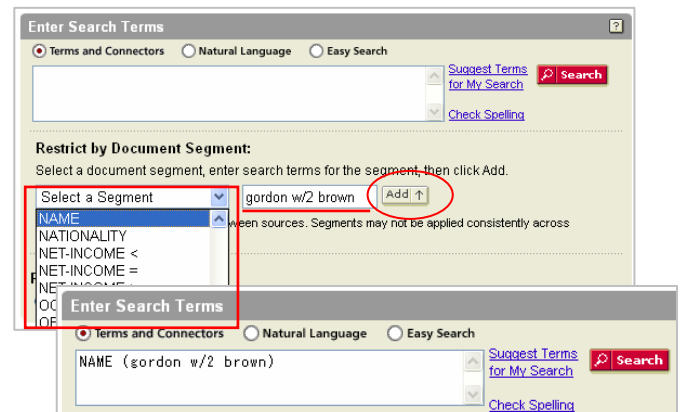 Enter Search Terms ?
Terms and Connectors Natural Language Easy Search
Suggest Terms for My Search
Search
Check Spelling
Restrict by Document Segment:
Select a document segment, enter search terms for the segment, then click Add.
Select a Segment gordon w/2 brown Add ↑
NAME
ween sources. Segments may not be applied consistently across
NATIONALITY
NET-INCOME <
NET-INCOME =
Enter Search Terms
Terms and Connectors Natural Language Easy Search
NAME (gordon w/2 brown)
Suggest Terms for My Search
Search
Check Spelling